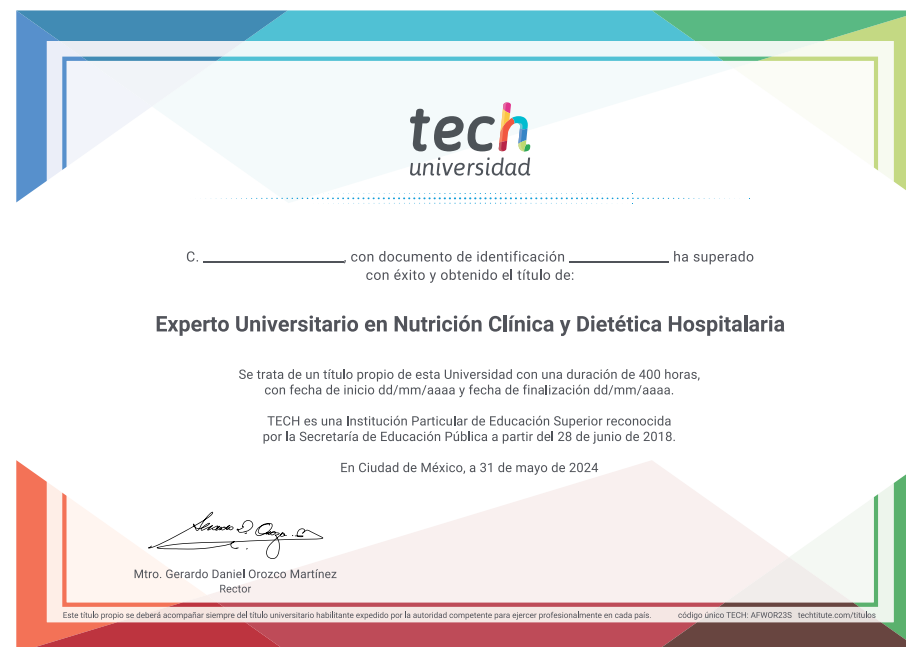 tech
universidad
C. ____________, con documento de identificación ____________ ha superado
con éxito y obtenido el título de:
Experto Universitario en Nutrición Clínica y Dietética Hospitalaria
Se trata de un título propio de esta Universidad con una duración de 400 horas,
con fecha de inicio dd/mm/aaaa y fecha de finalización dd/mm/aaaa.
TECH es una Institución Particular de Educación Superior reconocida
por la Secretaría de Educación Pública a partir del 28 de junio de 2018.
En Ciudad de México, a 31 de mayo de 2024
Mtro. Gerardo Daniel Orozco Martínez
Rector
Este título propio se deberá acompañar siempre del título universitario habilitante expedido por la autoridad competente para ejercer profesionalmente en cada país. código único TECH: AFWOR23S techtitute.com/titulos